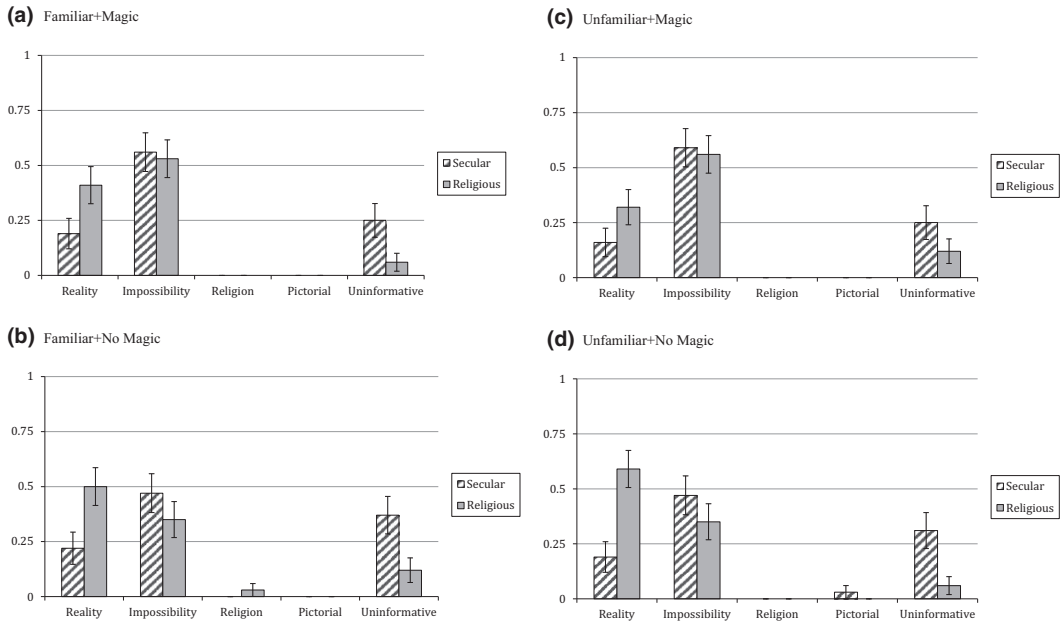 (a) Familiar+Magic
1
0.75
0.5
0.25
0
Reality Impossibility Religion Pictorial Uninformative
Secular
Religious
(c) Unfamiliar+Magic
1
0.75
0.5
0.25
0
Reality Impossibility Religion Pictorial Uninformative
Secular
Religious
(b) Familiar+No Magic
1
0.75
0.5
0.25
0
Reality Impossibility Religion Pictorial Uninformative
Secular
Religious
(d) Unfamiliar+No Magic
1
0.75
0.5
0.25
0
Reality Impossibility Religion Pictorial Uninformative
Secular
Religious